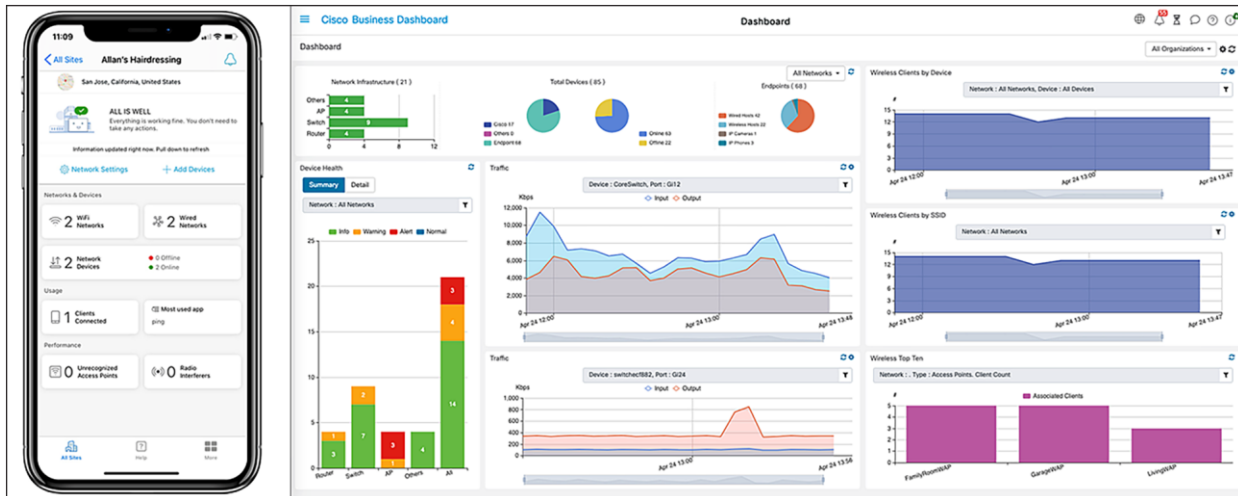 11:09
All Sites Allan's Hairdressing
San Jose, California, United States
ALL IS WELL
Everything is working fine. You don't need to
take any actions.
Information updated right now. Pull down to refresh
Network Settings + Add Devices
Networks & Devices
2 WiFi Networks
2 Wired Networks
2 Network Devices
0 Offline
2 Online
Usage
1 Clients Connected
Most used app
ping
Performance
0 Unrecognized Access Points
0 Radio Interferers
All Sites Help More
Cisco Business Dashboard
Dashboard
Dashboard
All Organizations
Network Infrastructure ( 21 )
Others 4
AP 4
Switch 9
Router 4
0 4 8 12
Total Devices ( 85 )
Cisco 17
Others 0
Endpoint 68
Online 63
Offline 22
All Networks
Endpoints ( 68 )
Wired Hosts 42
Wireless Hosts 22
IP Cameras 1
IP Phones 3
Device Health
Summary Detail
Network : All Networks
Info Warning Alert Normal
25
20
15
10
5
0
3 1
7 2
1 3
4
14 4 3
Router Switch AP Others All
Traffic
Device : CoreSwitch, Port : Gi12
Kbps
Input Output
12,000
10,000
8,000
6,000
4,000
2,000
0
Apr 24 12:00 Apr 24 13:00 Apr 24 13:48
Traffic
Device : switchecf882, Port : Gi24
Kbps
Input Output
1,000
800
600
400
200
0
Apr 24 13:00 Apr 24 13:56
Wireless Clients by Device
Network : All Networks, Device : All Devices
#
15
12
9
6
3
0
Apr 24 12:00 Apr 24 13:00 Apr 24 13:47
Wireless Clients by SSID
Network : All Networks
#
15
12
9
6
3
0
Apr 24 12:00 Apr 24 13:00 Apr 24 13:47
Wireless Top Ten
Network : . Type : Access Points. Client Count
#
Associated Clients
5
4
3
2
1
0
FamilyRoomWAP GarageWAP LivingWAP